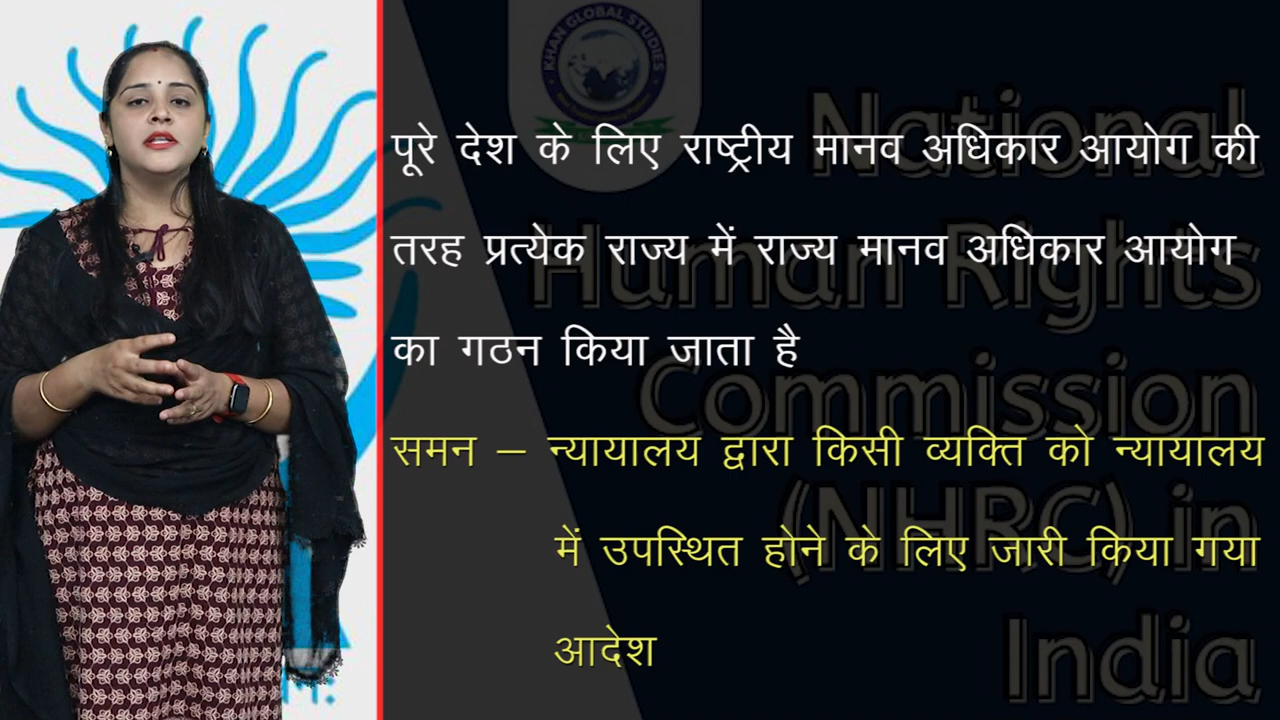 KHAN GLOBAL STUDIES
पूरे देश के लिए राष्ट्रीय मानव अधिकार आयोग की
तरह प्रत्येक राज्य में राज्य मानव अधिकार आयोग
का गठन किया जाता है
समन – न्यायालय द्वारा किसी व्यक्ति को न्यायालय
में उपस्थित होने के लिए जारी किया गया
आदेश
National
Human Rights
Commission
(NHRC) in
India